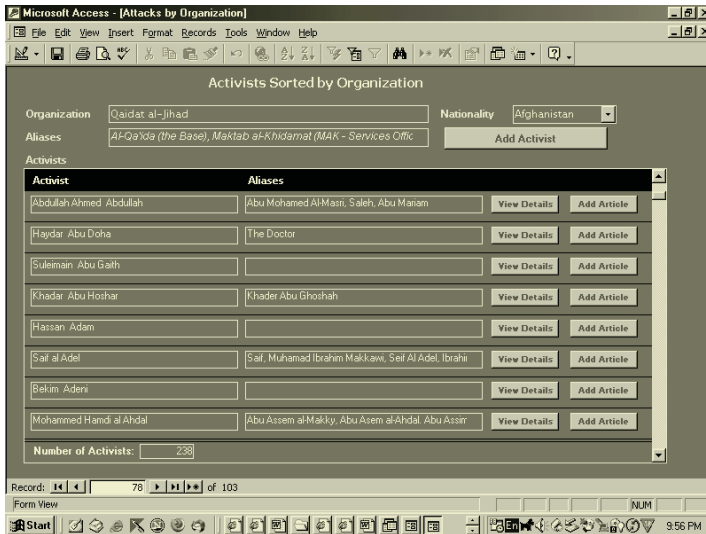 Microsoft Access - [Attacks by Organization]
File Edit View Insert Format Records Tools Window Help
Activists Sorted by Organization
Organization Qaidat al-Jihad Nationality Afghanistan
Aliases Al-Qa'ida (the Base), Maktab al-Khidamat (MAK - Services Offic Add Activist
Activists
Activist Aliases
Abdullah Ahmed Abdullah Abu Mohamed Al-Masri, Saleh, Abu Mariam View Details Add Article
Haydar Abu Doha The Doctor View Details Add Article
Suleimain Abu Gaith View Details Add Article
Khadar Abu Hoshar Khader Abu Ghoshah View Details Add Article
Hassan Adam View Details Add Article
Saif al Adel Saif, Muhamad Ibrahim Makkawi, Seif Al Adel, Ibrahii View Details Add Article
Bekim Adeni View Details Add Article
Mohammed Hamdi al Ahdal Abu Assem al-Makky, Abu Asem al-Ahdal. Abu Assim View Details Add Article
Number of Activists: 238
Record: 78 of 103
Form View NUM
Start En 9:56 PM